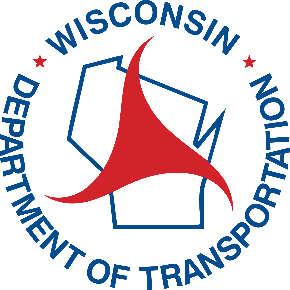 WISCONSIN
DEPARTMENT OF TRANSPORTATION